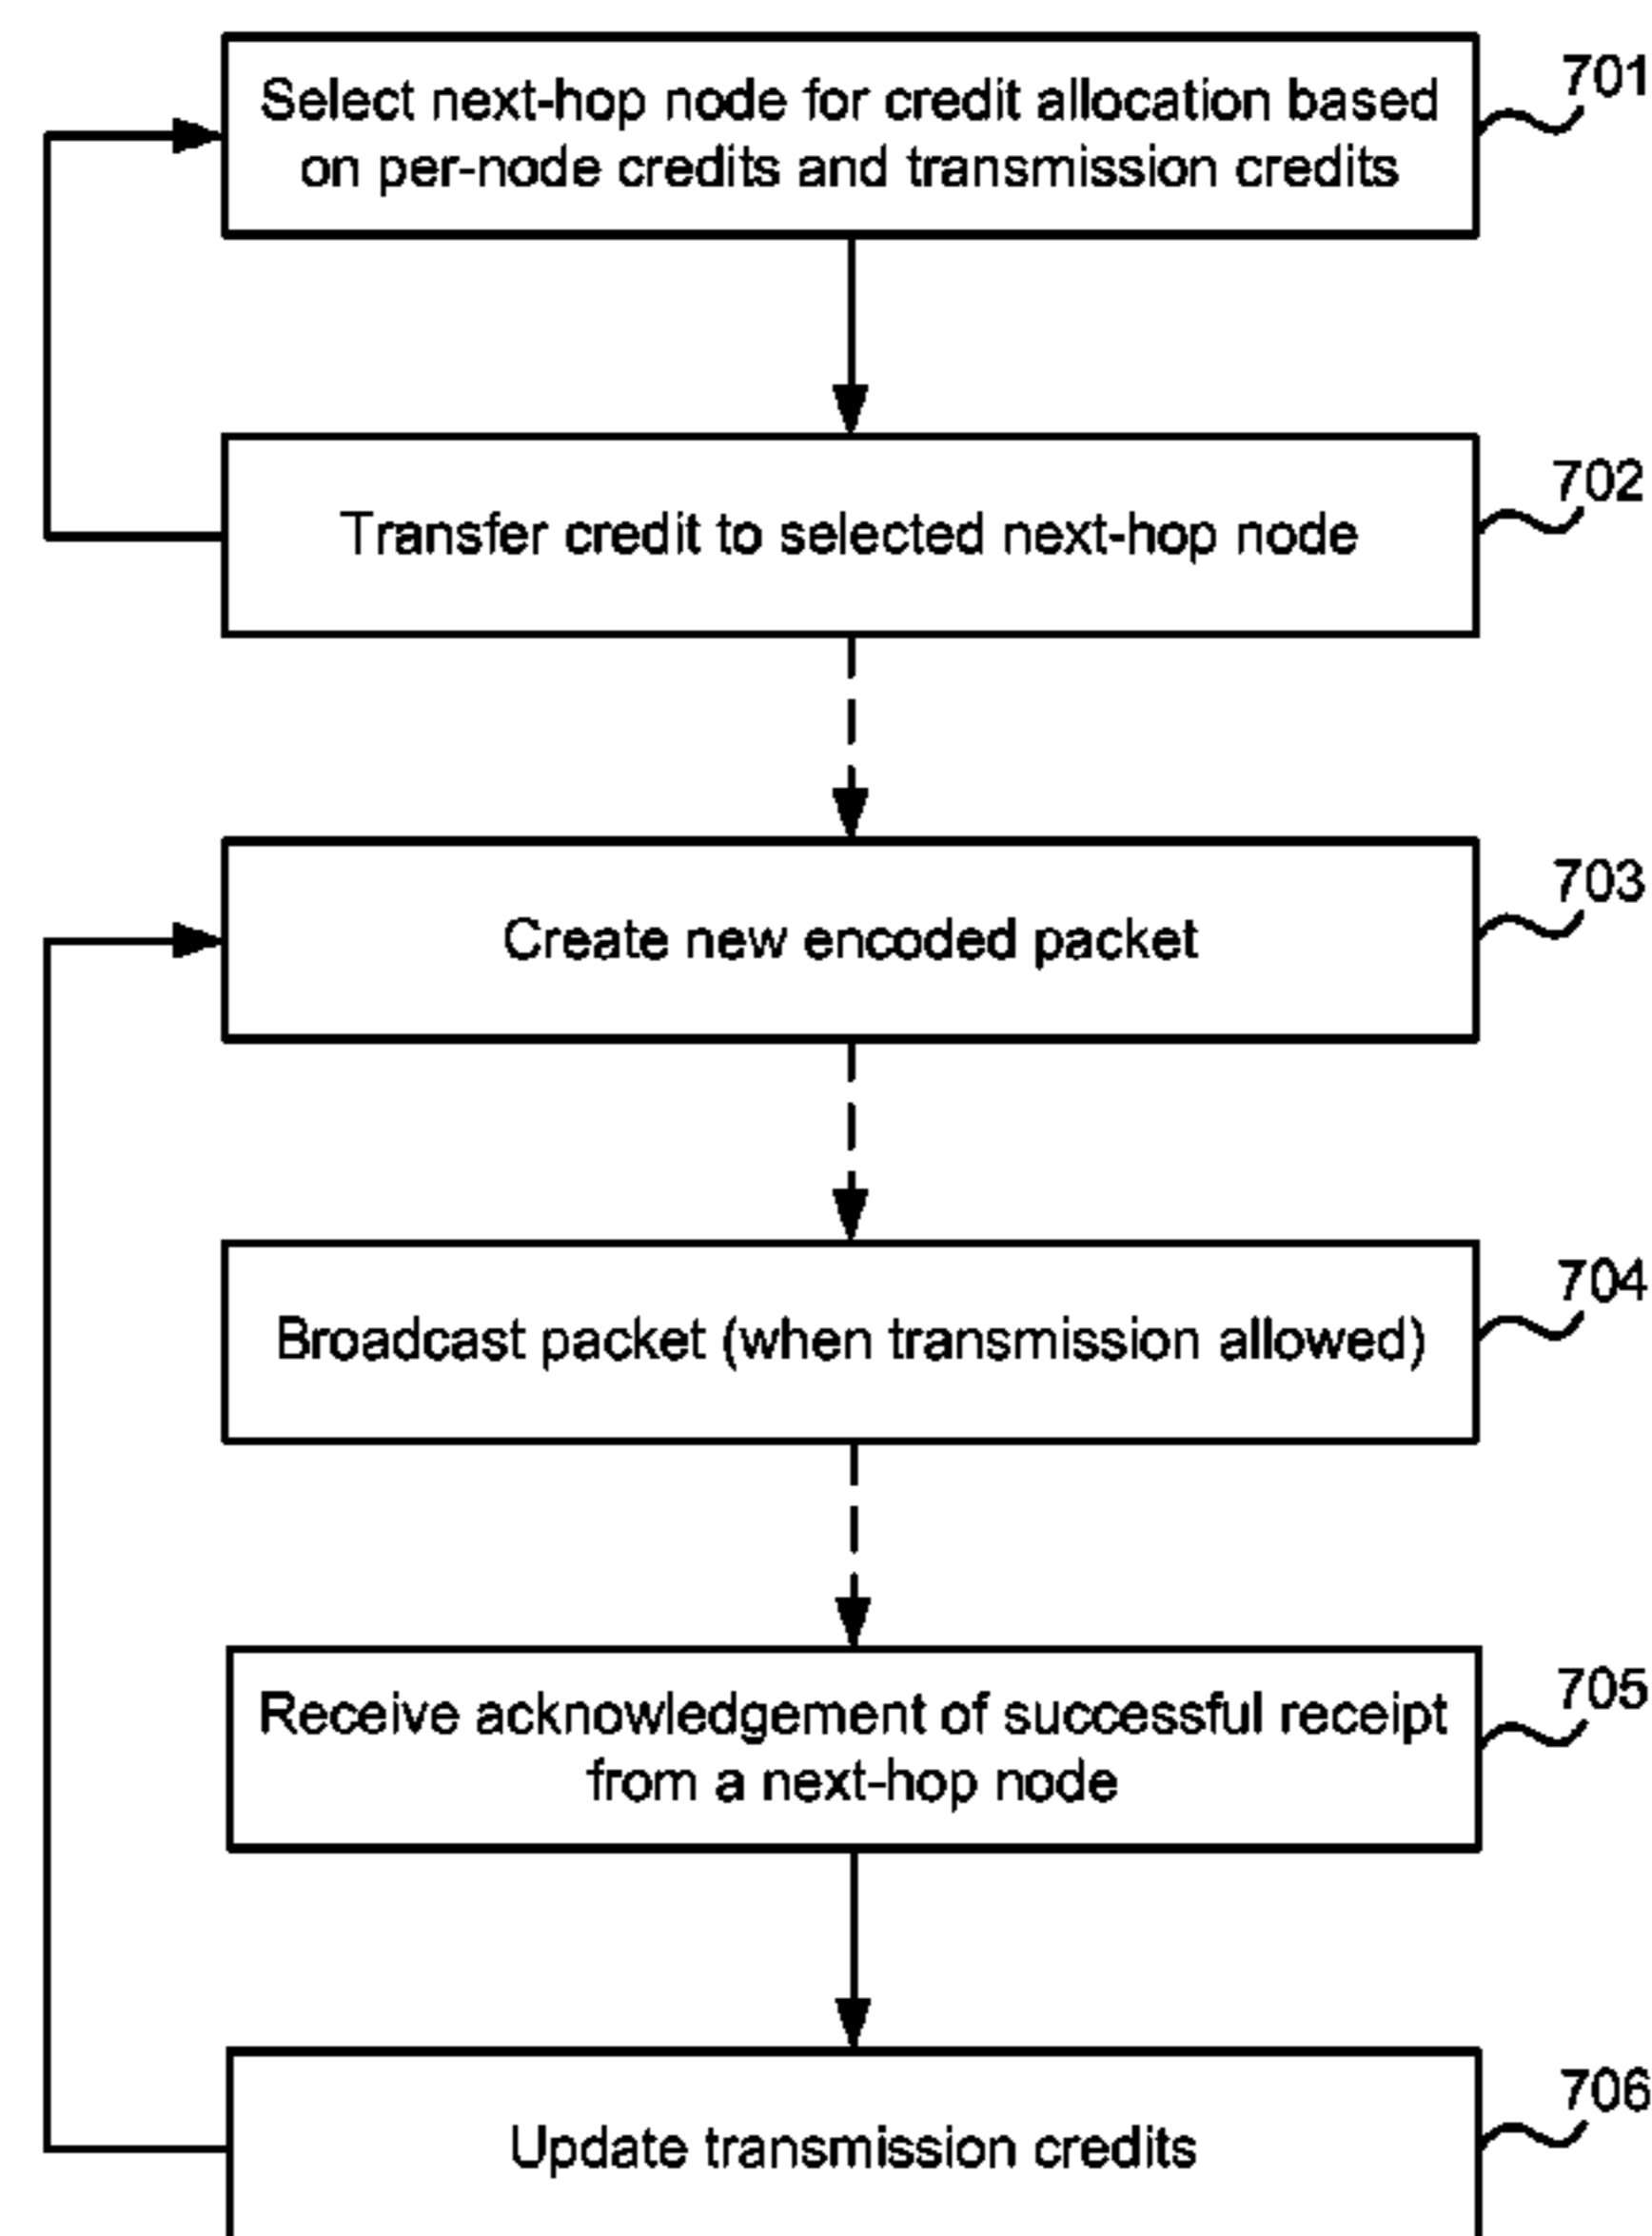 Select next-hop node for credit allocation based
on per-node credits and transmission credits
701
Transfer credit to selected next-hop node
702
Create new encoded packet
703
Broadcast packet (when transmission allowed)
704
Receive acknowledgement of successful receipt
from a next-hop node
705
Update transmission credits
706